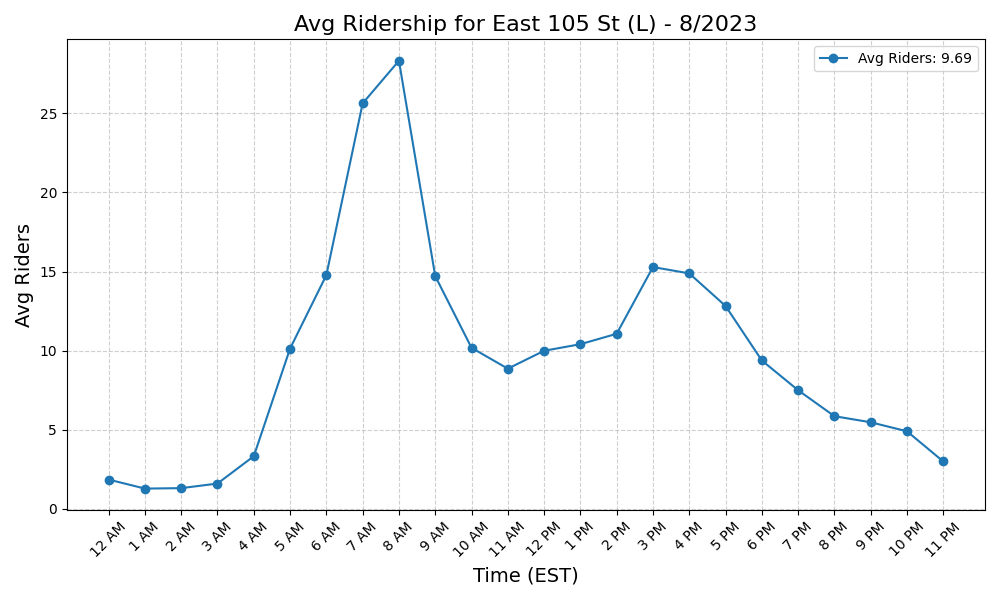 Avg Ridership for East 105 St (L) - 8/2023
Avg Riders: 9.69
Avg Riders
25
20
15
10
5
0
12 AM
1 AM
2 AM
3 AM
4 AM
5 AM
6 AM
7 AM
8 AM
9 AM
10 AM
11 AM
12 PM
1 PM
2 PM
3 PM
4 PM
5 PM
6 PM
7 PM
8 PM
9 PM
10 PM
11 PM
Time (EST)